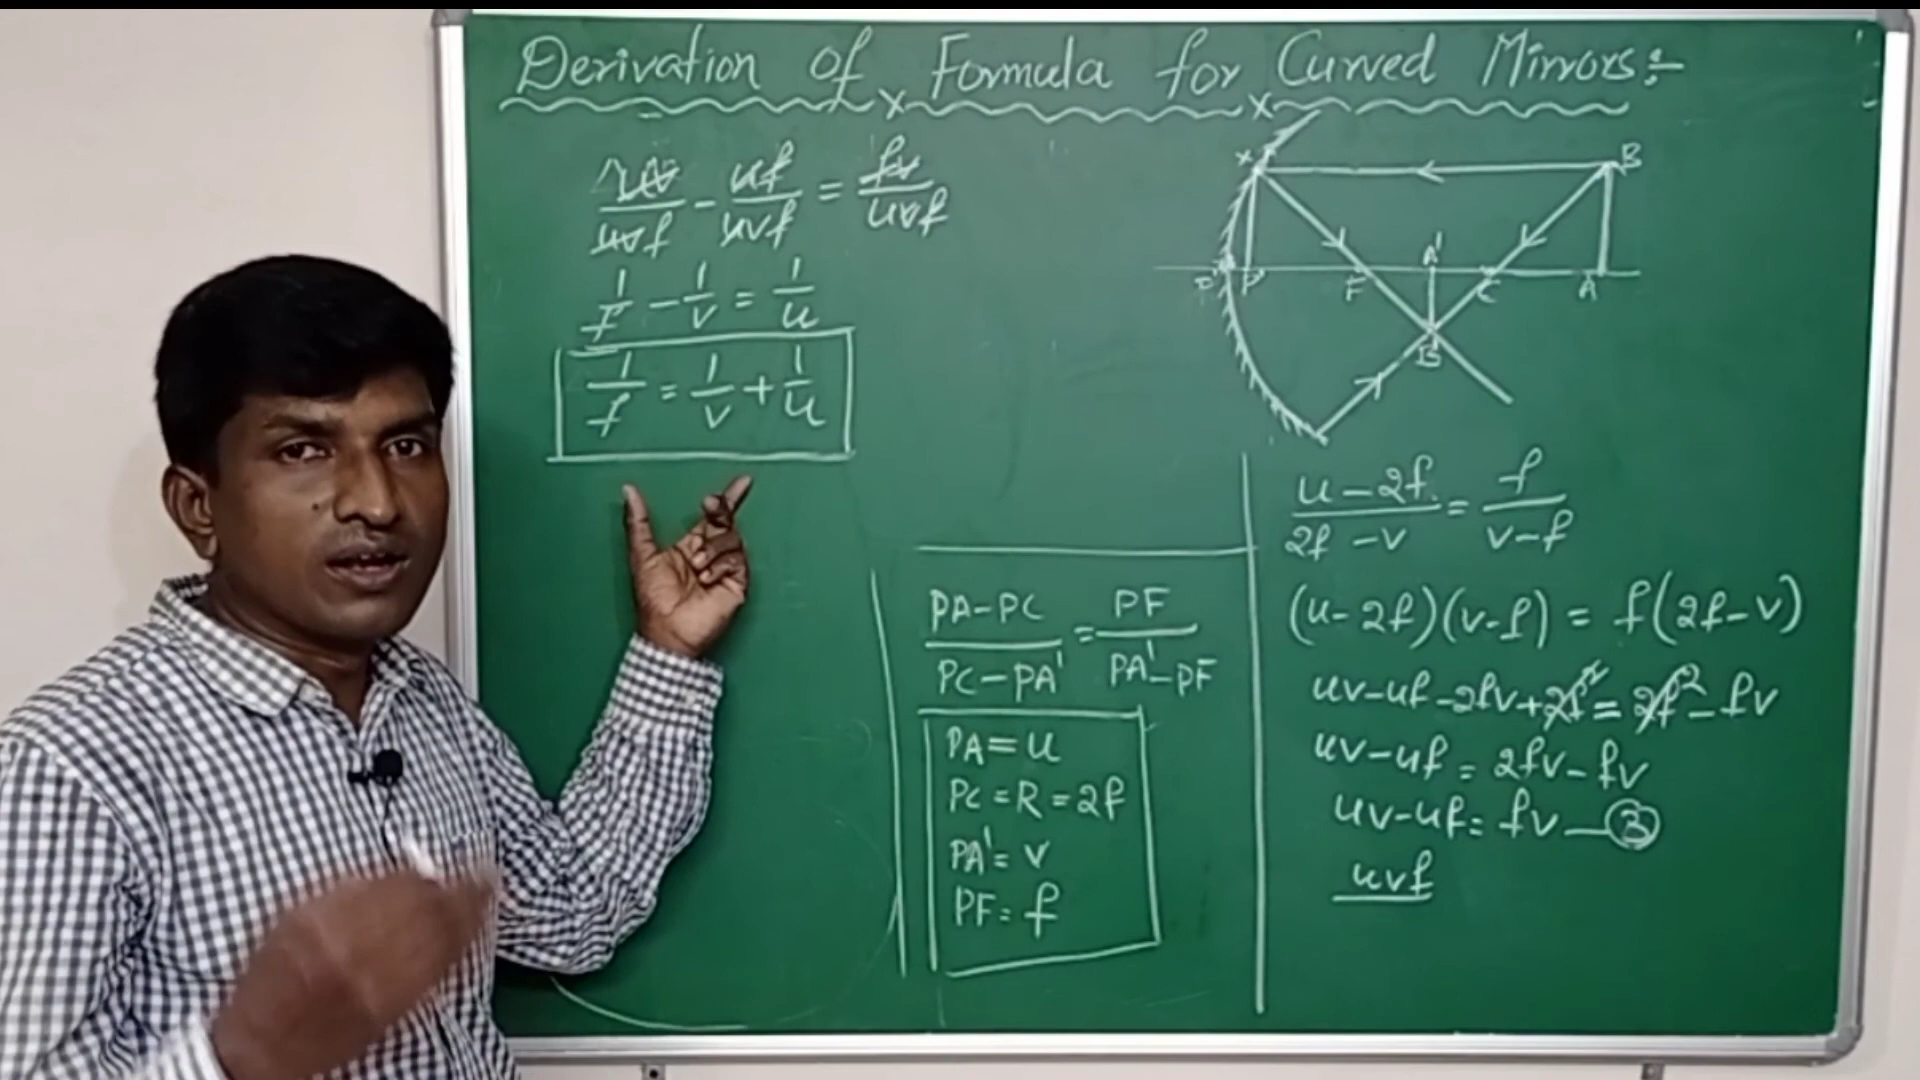 Derivation of Formula for Curved Mirrors:-
uv/uvf - uf/uvf = fv/uvf
1/f - 1/v = 1/u
1/f = 1/v + 1/u
X
B
P' P F A' C A
B'
PA-PC/PC-PA' = PF/PA'-PF
PA = u
PC = R = 2f
PA' = v
PF = f
u - 2f/2f - v = f/v - f
(u - 2f)(v - f) = f(2f - v)
uv - uf - 2fv + 2f² = 2f² - fv
uv - uf = 2fv - fv
uv - uf = fv — 3
uvf